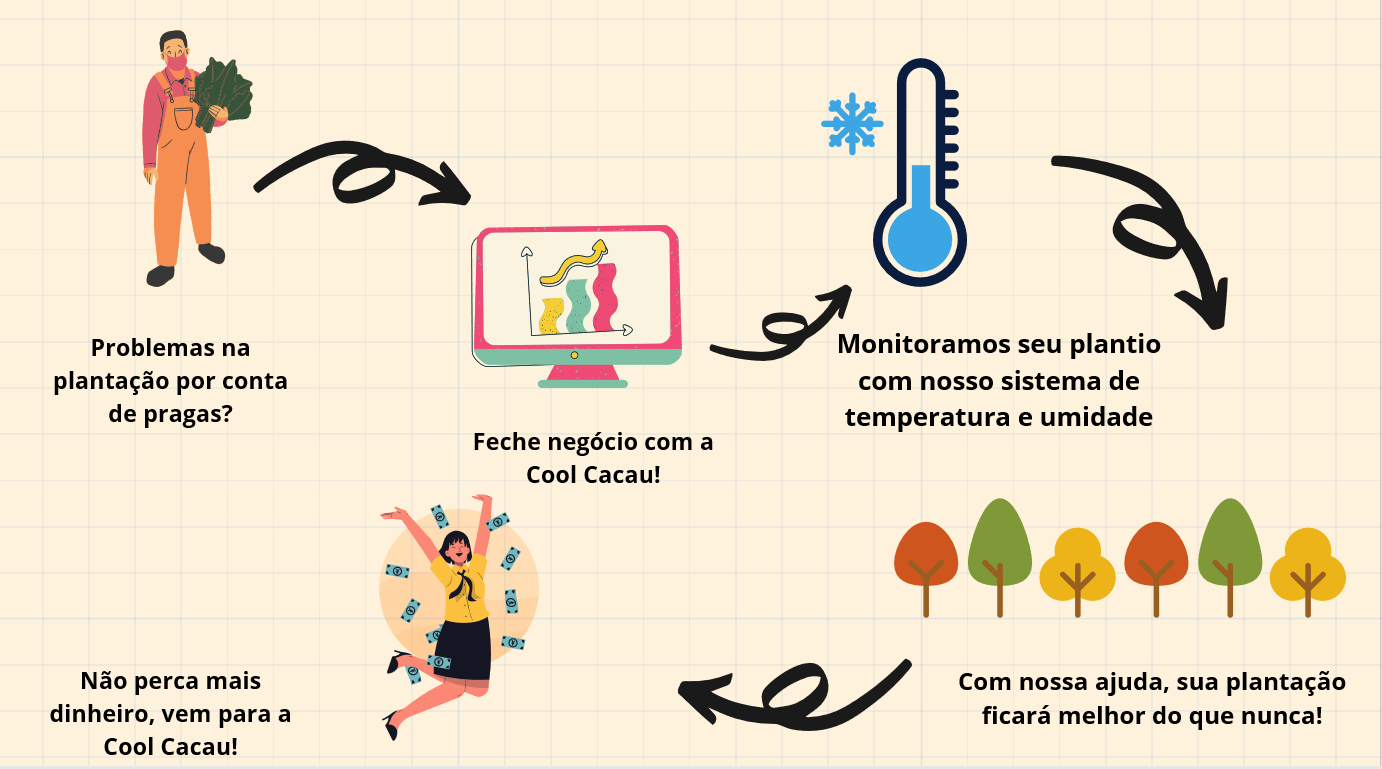 Problemas na
plantação por conta
de pragas?
Feche negócio com a
Cool Cacau!
Monitoramos seu plantio
com nosso sistema de
temperatura e umidade
Com nossa ajuda, sua plantação
ficará melhor do que nunca!
Não perca mais
dinheiro, vem para a
Cool Cacau!